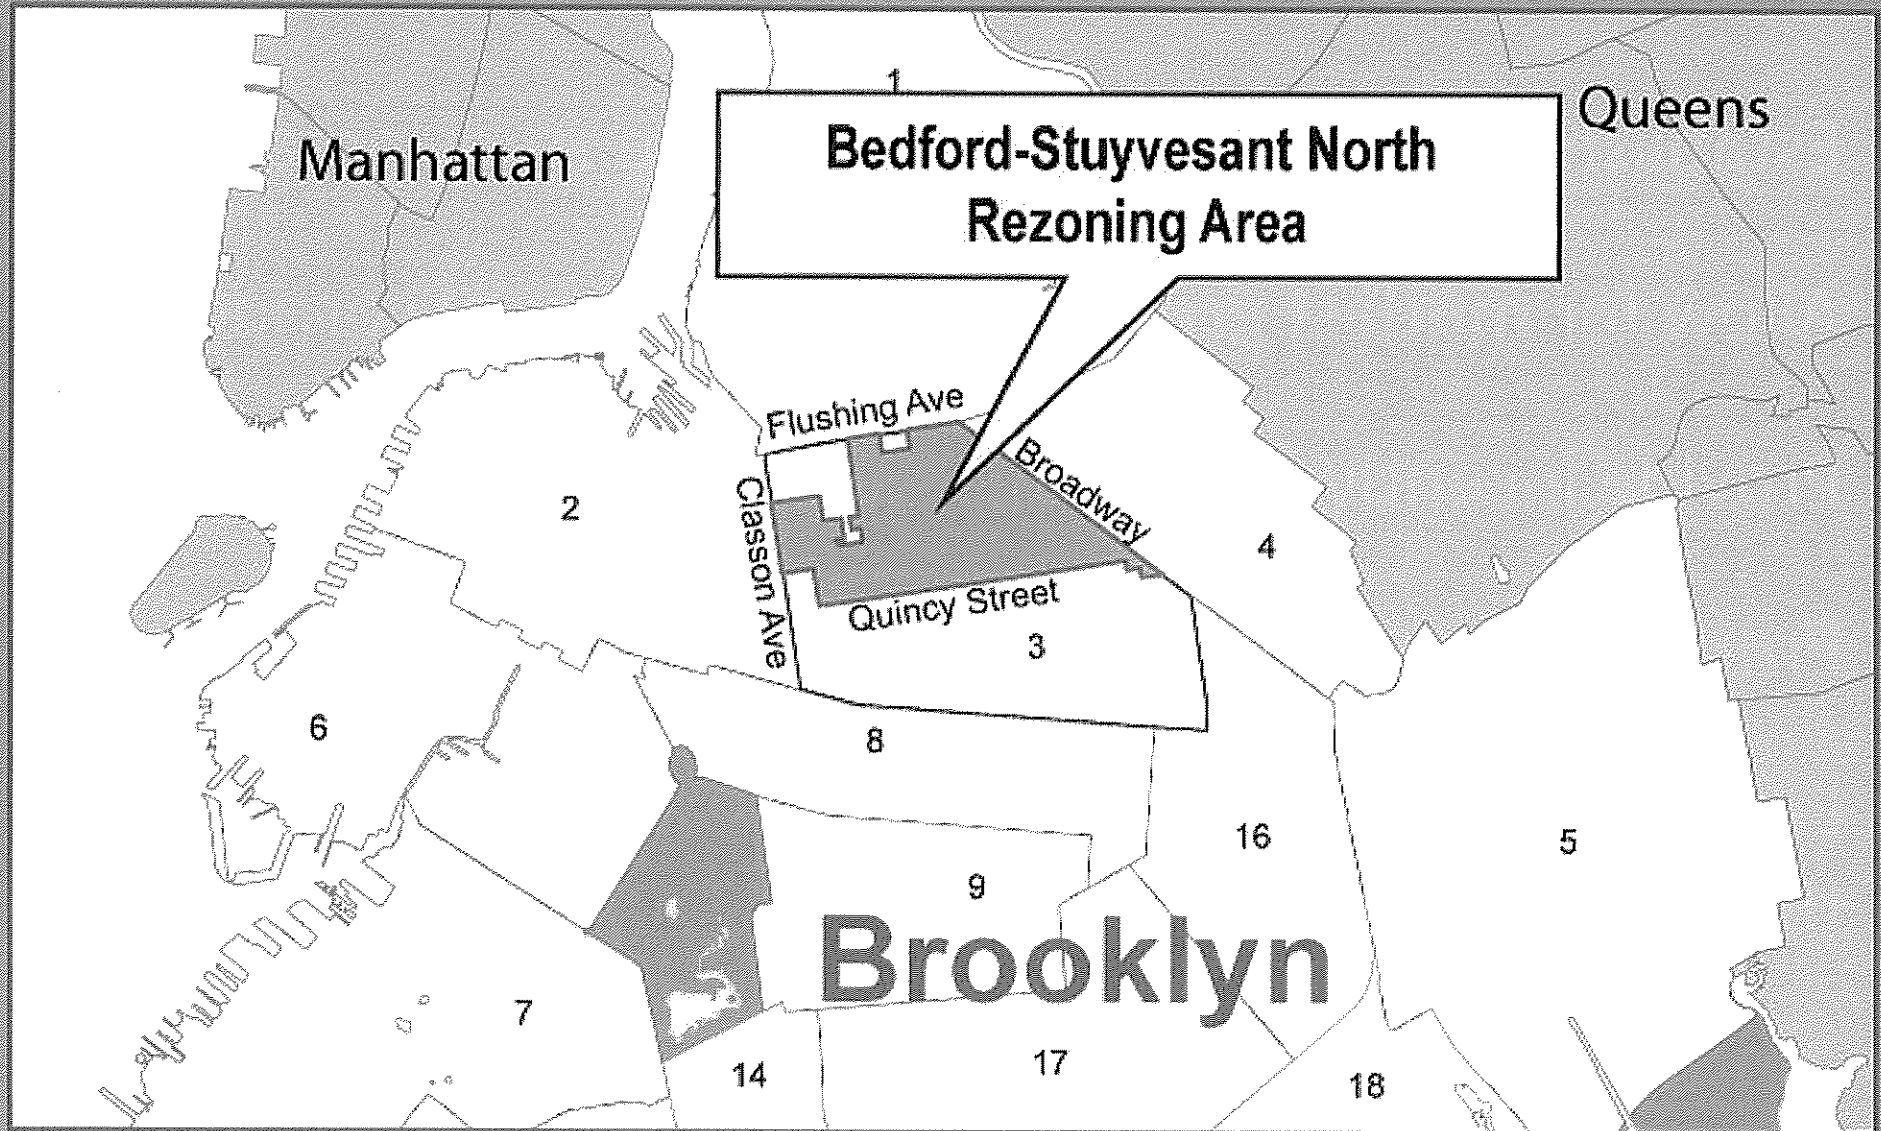 1
Manhattan
Queens
Bedford-Stuyvesant North
Rezoning Area
Flushing Ave
Broadway
Classon Ave
2
4
Quincy Street
3
6
8
16
5
9
Brooklyn
7
14
17
18